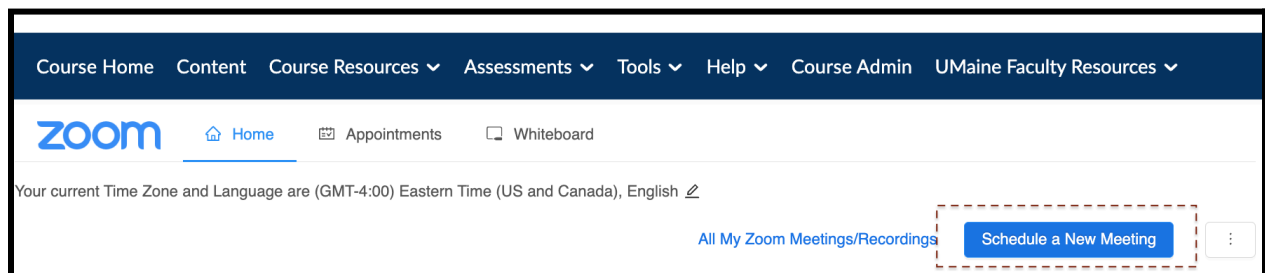 Course Home Content Course Resources Assessments Tools Help Course Admin UMaine Faculty Resources
zoom Home Appointments Whiteboard
Your current Time Zone and Language are (GMT-4:00) Eastern Time (US and Canada), English
All My Zoom Meetings/Recordings Schedule a New Meeting